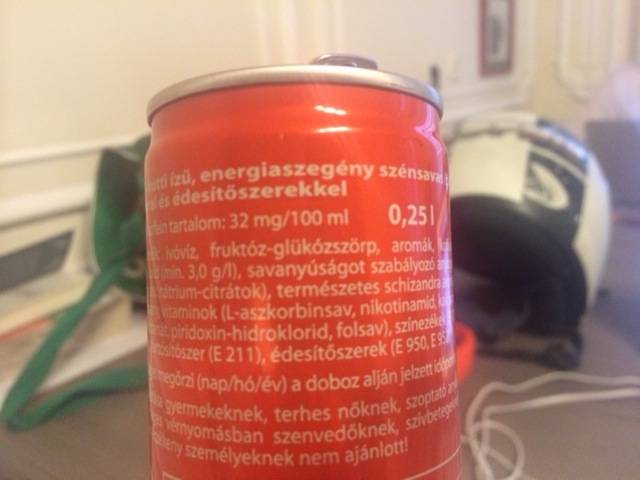 ízű, energiaszegény szénsavas
és édesítőszerekkel
tartalom: 32 mg/100 ml 0,25 l
ivóvíz, fruktóz-glükózszörp, aromák,
(min. 3,0 g/l), savanyúságot szabályozó
nátrium-citrátok), természetes schizandra
vitaminok (L-aszkorbinsav, nikotinamid,
piridoxin-hidroklorid, folsav), színezék
(E 211), édesítőszerek (E 950, E
megőrzi (nap/hó/év) a doboz alján jelzett
gyermekeknek, terhes nőknek, szoptató
vérnyomásban szenvedőknek,
személyeknek nem ajánlott!